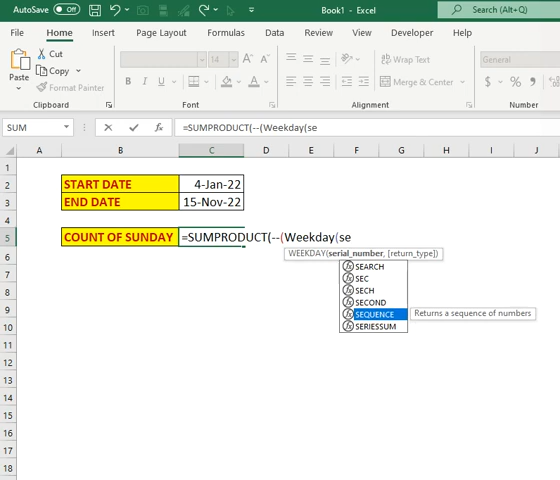 AutoSave Off Book1 - Excel Search (Alt+Q)
File Home Insert Page Layout Formulas Data Review View Developer Help
Paste Cut Copy Format Painter 14 A A General
B I U A Wrap Text Merge & Center $ %
Clipboard Font Alignment Number
SUM fx =SUMPRODUCT(--(Weekday(se
A B C D E F G H I J
1
2 START DATE 4-Jan-22
3 END DATE 15-Nov-22
4
5 COUNT OF SUNDAY =SUMPRODUCT(--(Weekday(se
6 WEEKDAY(serial_number, [return_type])
7 SEARCH
SEC
8 SECH
SECOND
9 SEQUENCE Returns a sequence of numbers
10 SERIESSUM
11
12
13
14
15
16
17
18